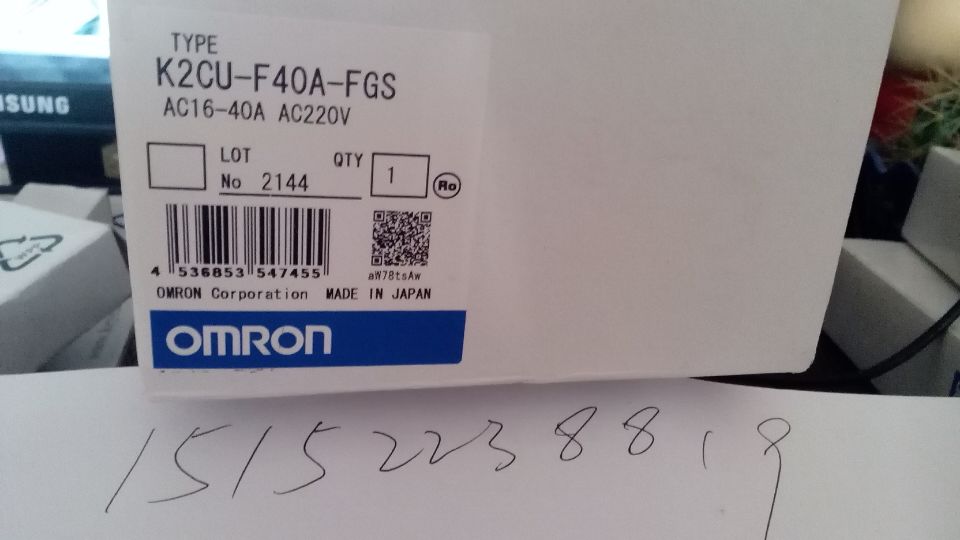 TYPE
K2CU-F40A-FGS
AC16-40A AC220V
LOT
No 2144
QTY
1
Ro
4 536853 547455
aW78tsAw
OMRON Corporation MADE IN JAPAN
OMRON
SUNG
15152238819